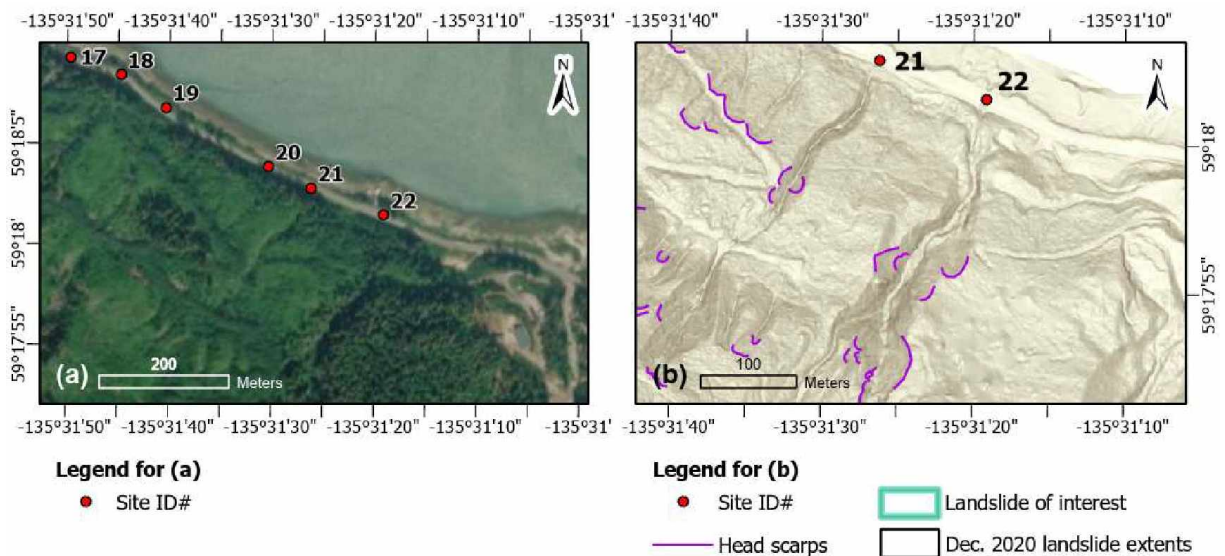 -135°31'50" -135°31'40" -135°31'30" -135°31'20" -135°31'10" -135°31'
-135°31'40" -135°31'30" -135°31'20" -135°31'10"
17 18 N
19
20
21
22
59°18'5"
59°18'
59°17'55"
(a)
200
Meters
-135°31'50" -135°31'40" -135°31'30" -135°31'20" -135°31'10" -135°31'
21 N
22
59°18'
59°17'55"
(b)
100
Meters
-135°31'40" -135°31'30" -135°31'20" -135°31'10"
Legend for (a)
Site ID#
Legend for (b)
Site ID#
Landslide of interest
Head scarps
Dec. 2020 landslide extents